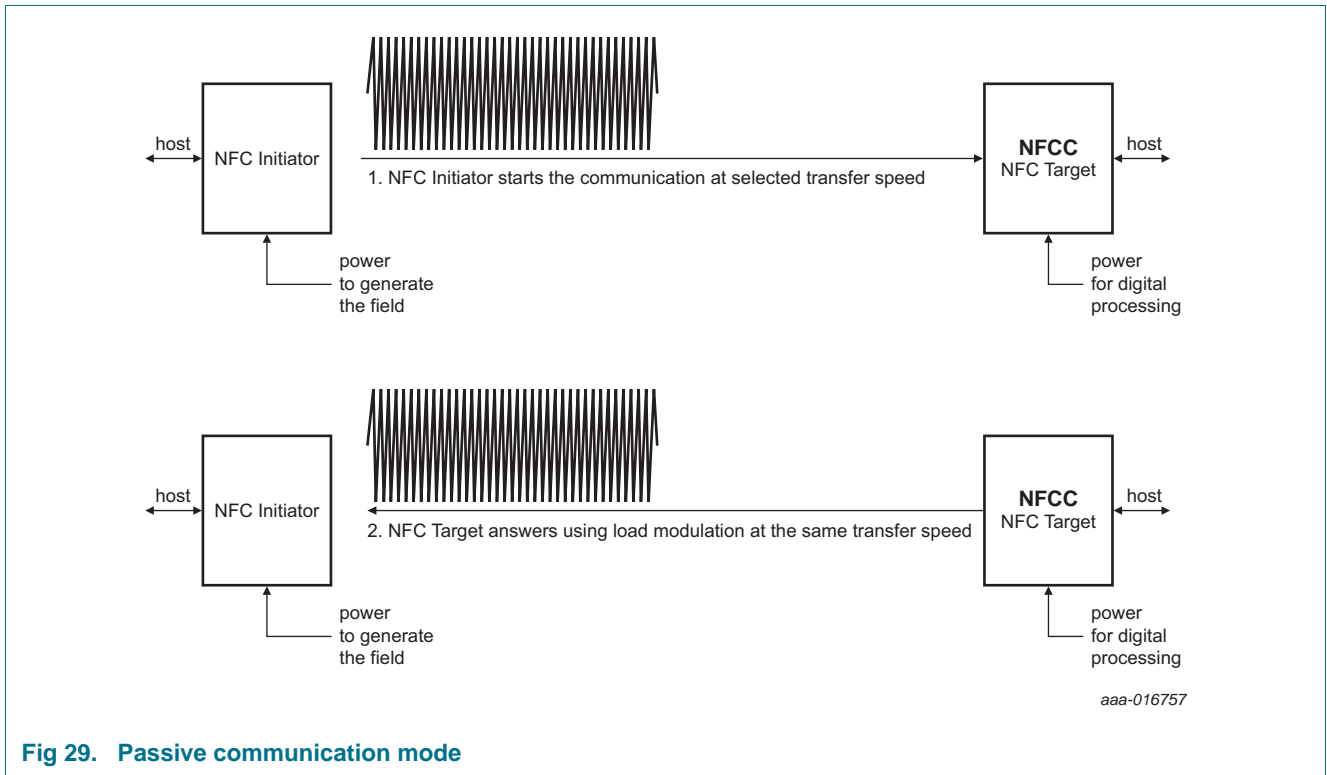 host
NFC Initiator
1. NFC Initiator starts the communication at selected transfer speed
NFCC
NFC Target
host
power
to generate
the field
power
for digital
processing
host
NFC Initiator
2. NFC Target answers using load modulation at the same transfer speed
NFCC
NFC Target
host
power
to generate
the field
power
for digital
processing
aaa-016757
Fig 29. Passive communication mode